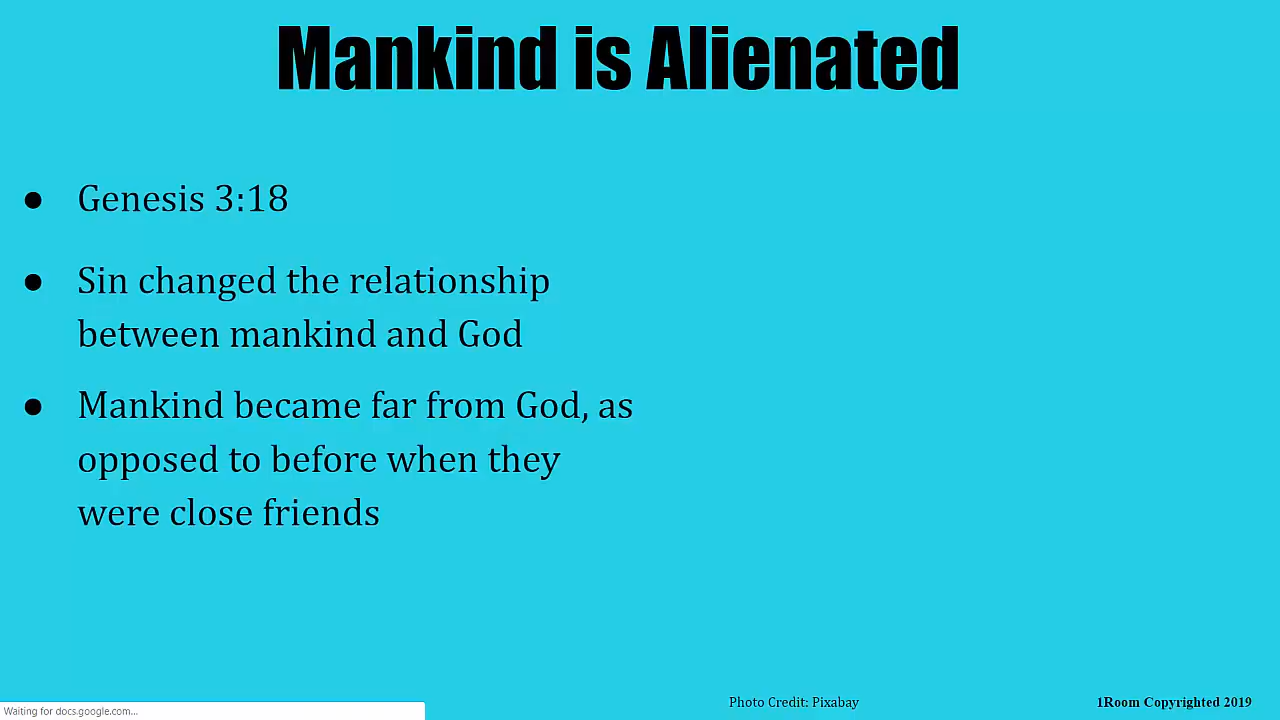 Mankind is Alienated
● Genesis 3:18
● Sin changed the relationship
between mankind and God
● Mankind became far from God, as
opposed to before when they
were close friends
Photo Credit: Pixabay
1Room Copyrighted 2019
Waiting for docs.google.com...